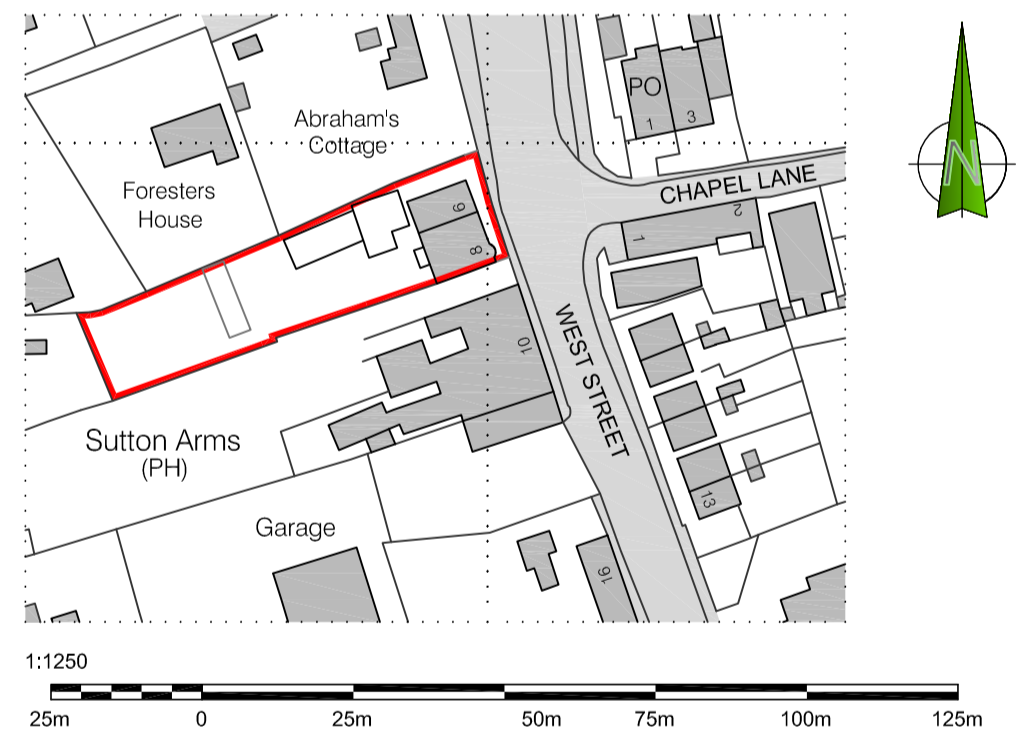 PO
1
3
Abraham's
Cottage
N
CHAPEL LANE
Foresters
House
6
8
2
1
WEST STREET
10
Sutton Arms
(PH)
13
Garage
16
1:1250
25m 0 25m 50m 75m 100m 125m